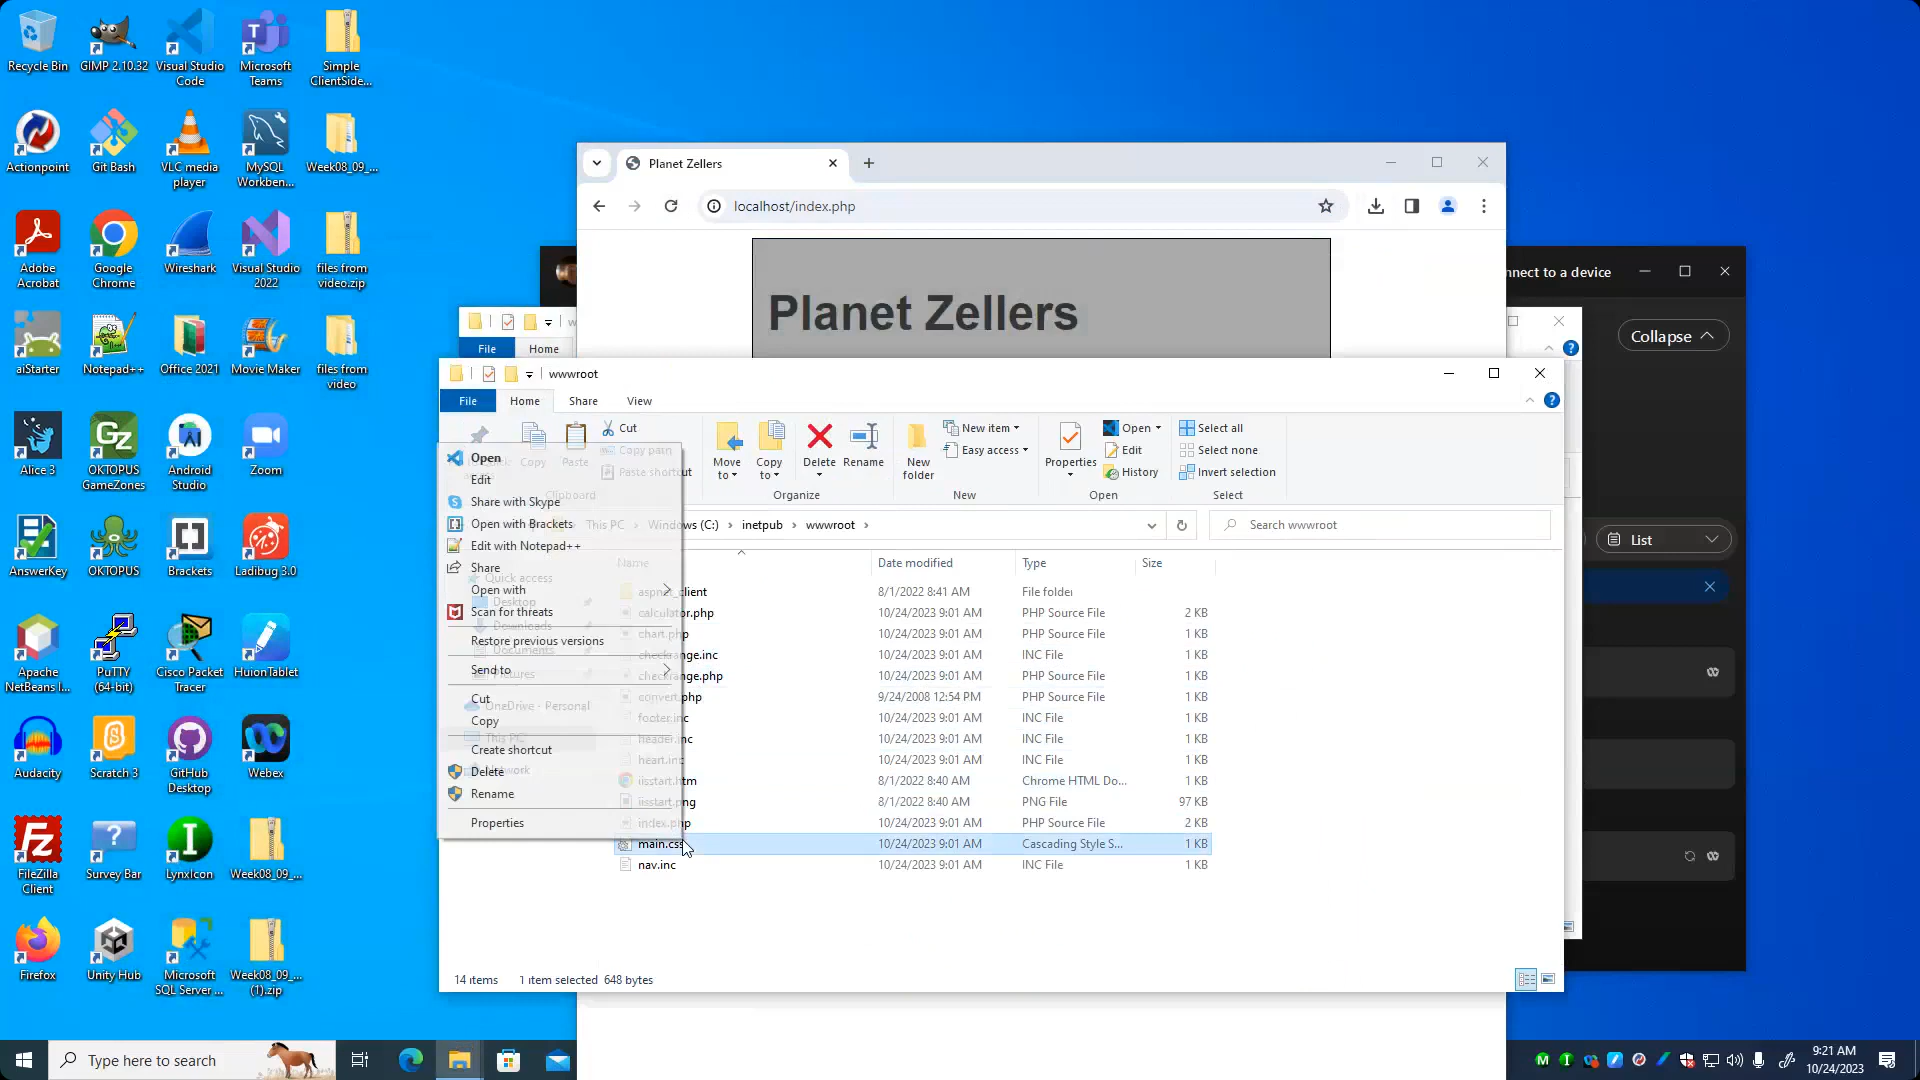 Recycle Bin
GIMP 2.10.32
Visual Studio
Code
Microsoft
Teams
Simple
ClientSide...
Actionpoint
Git Bash
VLC media
player
MySQL
Workben...
Week08_09_...
Adobe
Acrobat
Google
Chrome
Wireshark
Visual Studio
2022
files from
video.zip
aiStarter
Notepad++
Office 2021
Movie Maker
files from
video
Alice 3
OKTOPUS
GameZones
Android
Studio
Zoom
AnswerKey
OKTOPUS
Brackets
Ladibug 3.0
Apache
NetBeans I...
PuTTY
(64-bit)
Cisco Packet
Tracer
HuionTablet
Audacity
Scratch 3
GitHub
Desktop
Webex
FileZilla
Client
Survey Bar
LynxIcon
Week08_09_...
Firefox
Unity Hub
Microsoft
SQL Server ...
Week08_09_...
(1).zip
Planet Zellers
localhost/index.php
Planet Zellers
nnect to a device
Collapse
List
File
Home
wwwroot
File
Home
Share
View
Cut
Copy path
Paste shortcut
Copy
Paste
Clipboard
Move
to
Copy
to
Delete
Rename
Organize
New
folder
New item
Easy access
New
Properties
Open
Edit
History
Open
Select all
Select none
Invert selection
Select
This PC
Windows (C:)
inetpub
wwwroot
Search wwwroot
Open
Edit
Share with Skype
Open with Brackets
Edit with Notepad++
Share
Open with
Scan for threats
Restore previous versions
Send to
Cut
Copy
Create shortcut
Delete
Rename
Properties
Quick access
Desktop
Downloads
Documents
Pictures
OneDrive - Personal
This PC
Network
Name
Date modified
Type
Size
aspnet_client 8/1/2022 8:41 AM File folder
calculator.php 10/24/2023 9:01 AM PHP Source File 2 KB
chart.php 10/24/2023 9:01 AM PHP Source File 1 KB
checkrange.inc 10/24/2023 9:01 AM INC File 1 KB
checkrange.php 10/24/2023 9:01 AM PHP Source File 1 KB
convert.php 9/24/2008 12:54 PM PHP Source File 1 KB
footer.inc 10/24/2023 9:01 AM INC File 1 KB
header.inc 10/24/2023 9:01 AM INC File 1 KB
heart.inc 10/24/2023 9:01 AM INC File 1 KB
iisstart.htm 8/1/2022 8:40 AM Chrome HTML Do... 1 KB
iisstart.png 8/1/2022 8:40 AM PNG File 97 KB
index.php 10/24/2023 9:01 AM PHP Source File 2 KB
main.css 10/24/2023 9:01 AM Cascading Style S... 1 KB
nav.inc 10/24/2023 9:01 AM INC File 1 KB
14 items
1 item selected 648 bytes
Type here to search
9:21 AM
10/24/2023